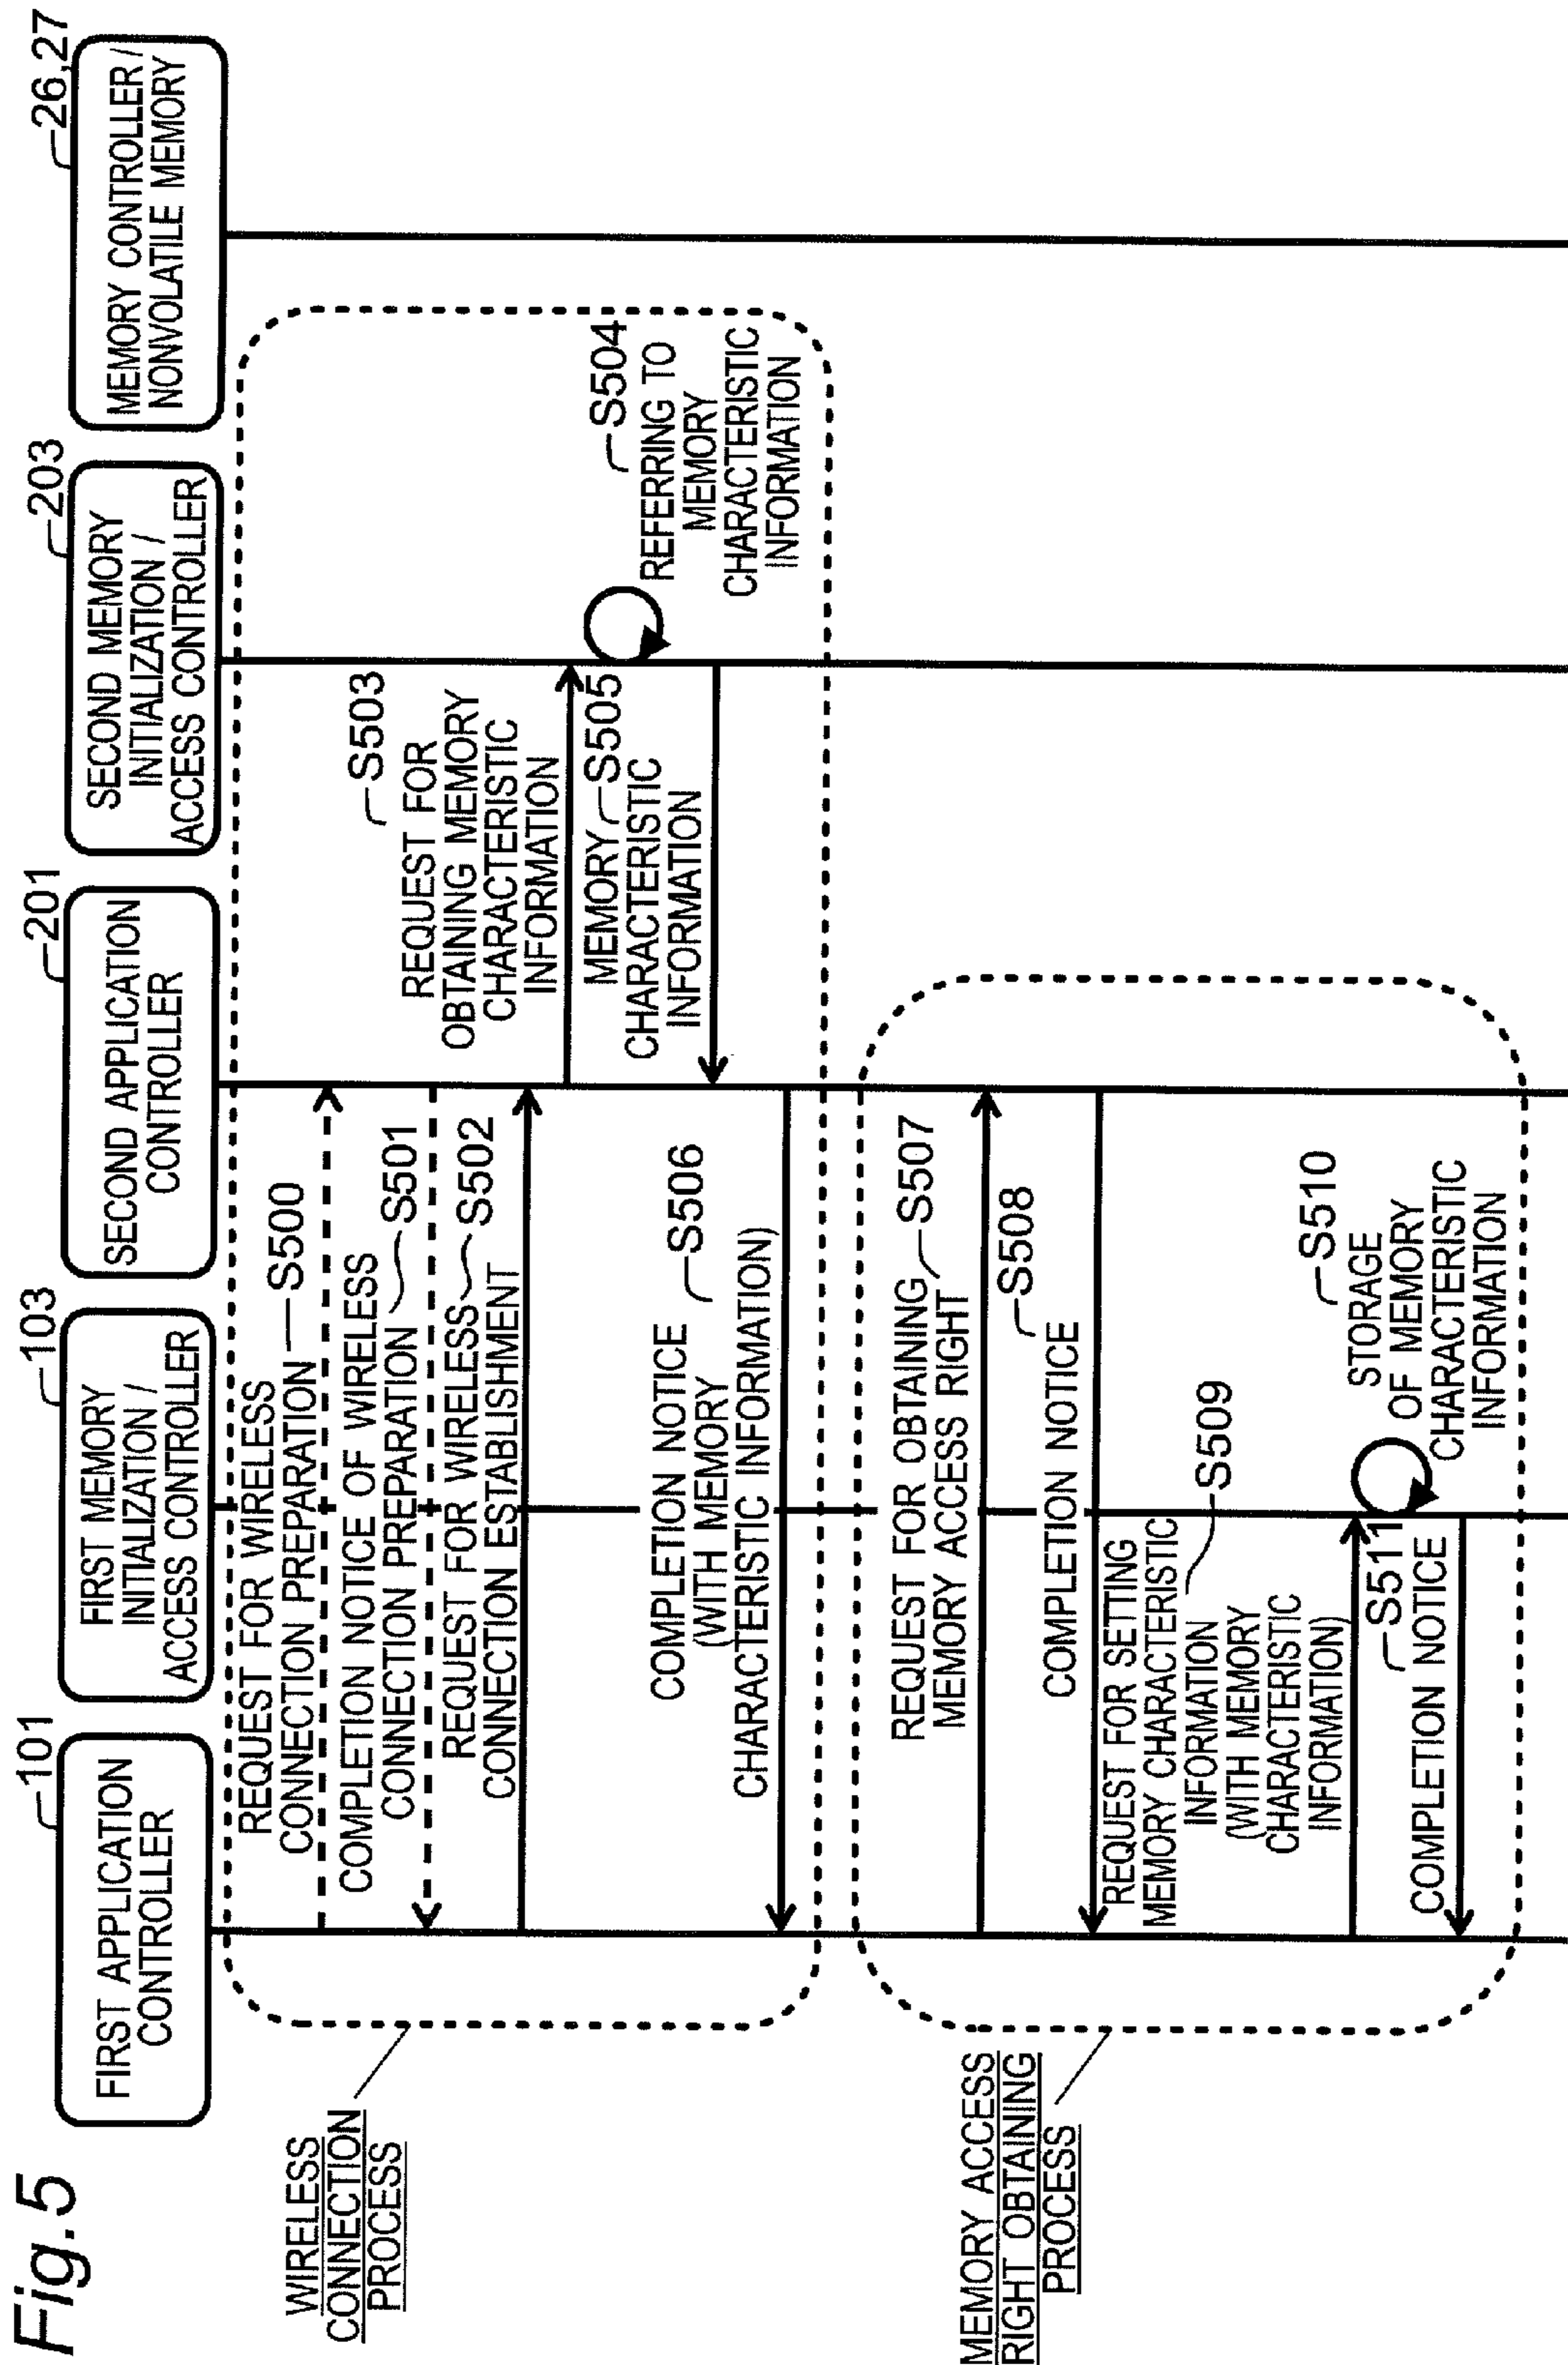 Fig.5
101
FIRST APPLICATION
CONTROLLER
103
FIRST MEMORY
INITIALIZATION /
ACCESS CONTROLLER
201
SECOND APPLICATION
CONTROLLER
203
SECOND MEMORY
INITIALIZATION /
ACCESS CONTROLLER
26,27
MEMORY CONTROLLER /
NONVOLATILE MEMORY
WIRELESS
CONNECTION
PROCESS
REQUEST FOR WIRELESS
CONNECTION PREPARATION
S500
COMPLETION NOTICE OF WIRELESS
CONNECTION PREPARATION
S501
REQUEST FOR WIRELESS
CONNECTION ESTABLISHMENT
S502
S503
REQUEST FOR
OBTAINING MEMORY
CHARACTERISTIC
INFORMATION
S504
REFERRING TO
MEMORY
CHARACTERISTIC
INFORMATION
MEMORY
CHARACTERISTIC
INFORMATION
S505
S506
COMPLETION NOTICE
(WITH MEMORY
CHARACTERISTIC INFORMATION)
MEMORY ACCESS
RIGHT OBTAINING
PROCESS
REQUEST FOR OBTAINING
MEMORY ACCESS RIGHT
S507
S508
COMPLETION NOTICE
REQUEST FOR SETTING
MEMORY CHARACTERISTIC
INFORMATION
(WITH MEMORY
CHARACTERISTIC
INFORMATION)
S509
S510
STORAGE
OF MEMORY
CHARACTERISTIC
INFORMATION
S511
COMPLETION NOTICE